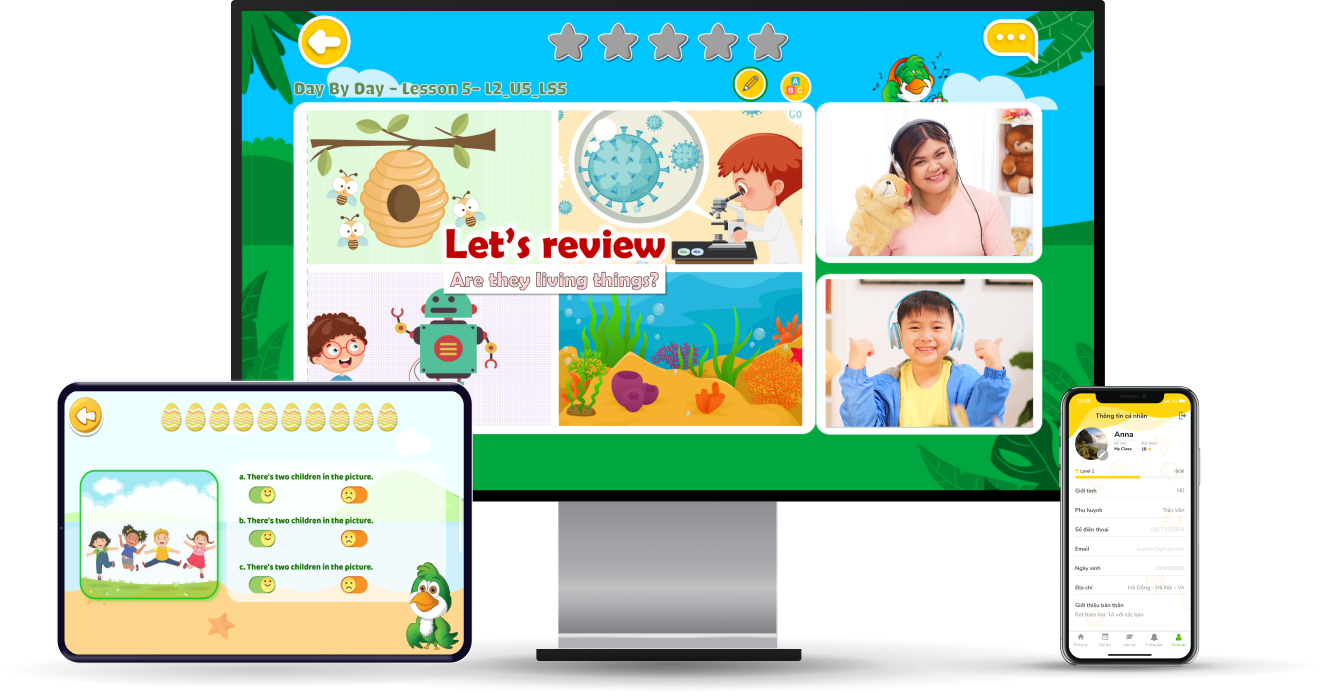 Day By Day - Lesson 5- L2_U5_LS5
A
B C
Co
Let's review
Are they living things?
a. There's two children in the picture.
b. There's two children in the picture.
c. There's two children in the picture.
Thông tin cá nhân
Anna
My Class
Level 2
Giới tính Nữ
Phụ huynh Trần Văn
Số điện thoại
Email
Ngày sinh
Địa chỉ Hà Đông - Hà Nội - Vn
Giới thiệu bản thân
Rất ham học TA với các bạn